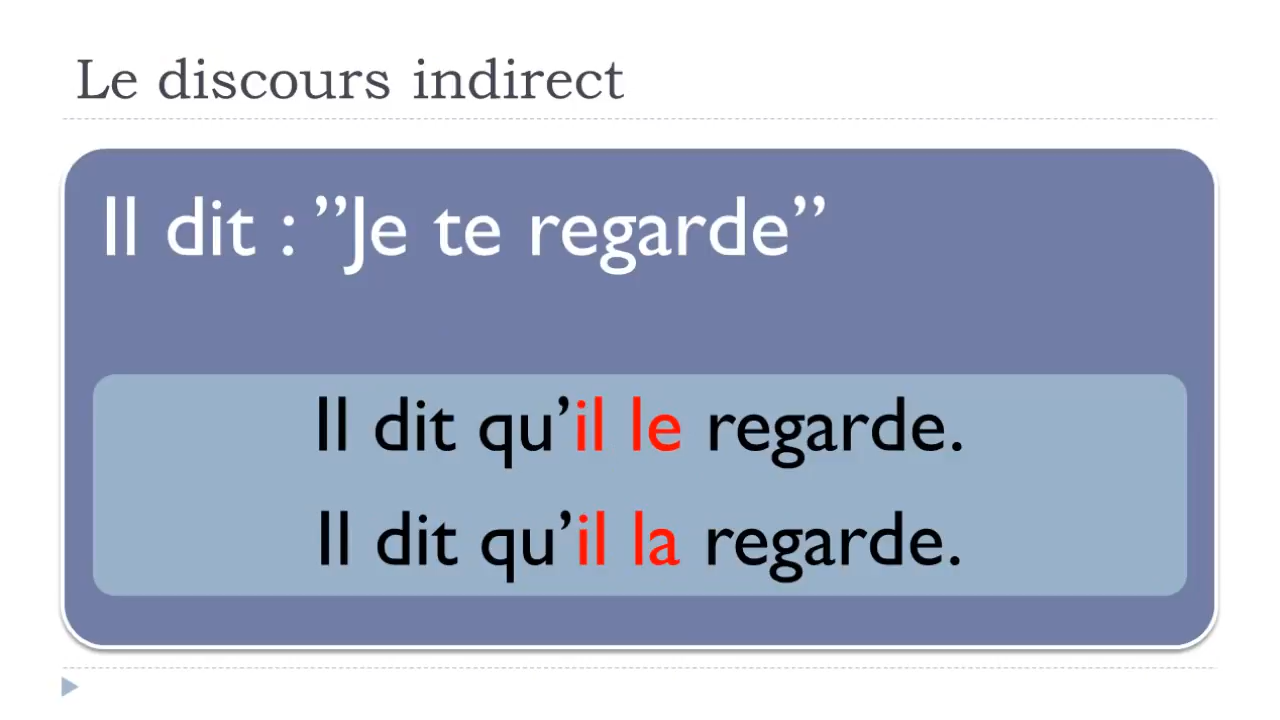 Le discours indirect
Il dit : ”Je te regarde”
Il dit qu’il le regarde.
Il dit qu’il la regarde.